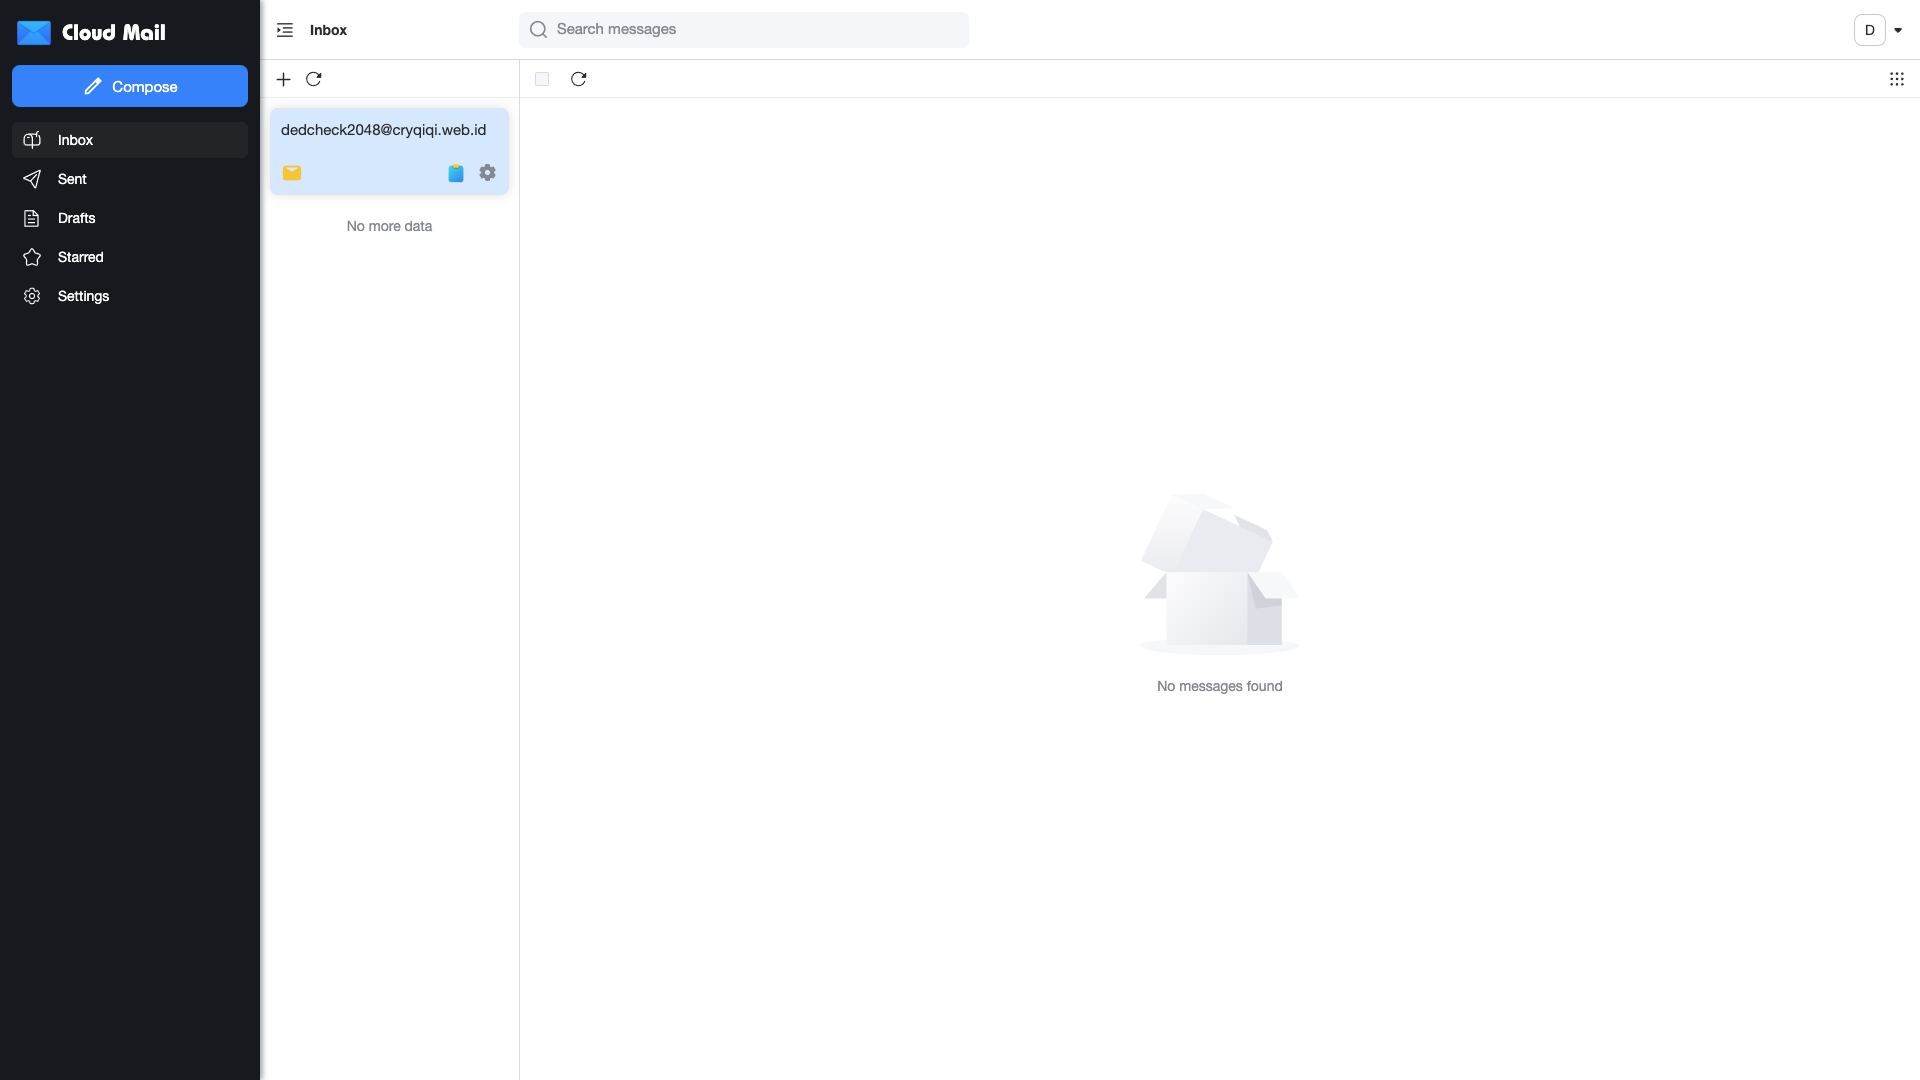 Cloud Mail
Compose
Inbox
Sent
Drafts
Starred
Settings
Inbox
Search messages
D
dedcheck2048@cryqiqi.web.id
No more data
No messages found